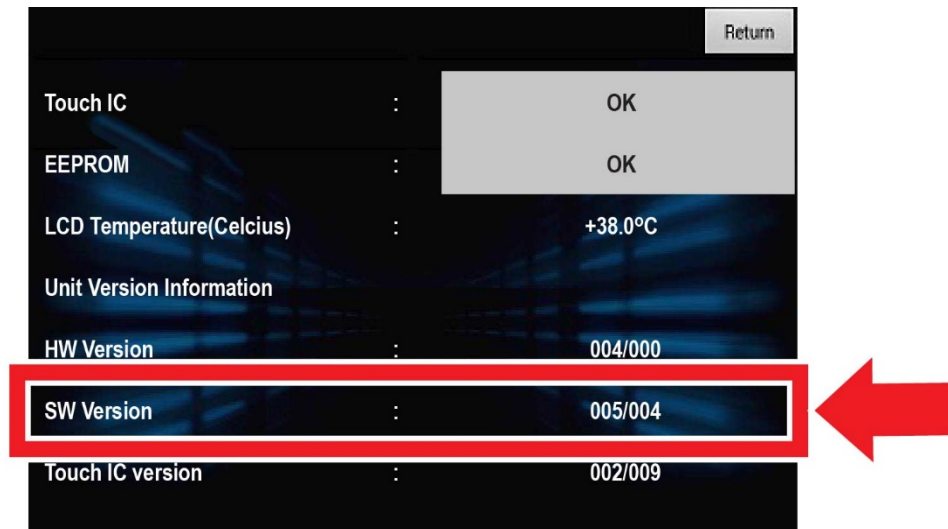 Return
Touch IC : OK
EEPROM : OK
LCD Temperature(Celcius) : +38.0°C
Unit Version Information
HW Version : 004/000
SW Version : 005/004
Touch IC version : 002/009